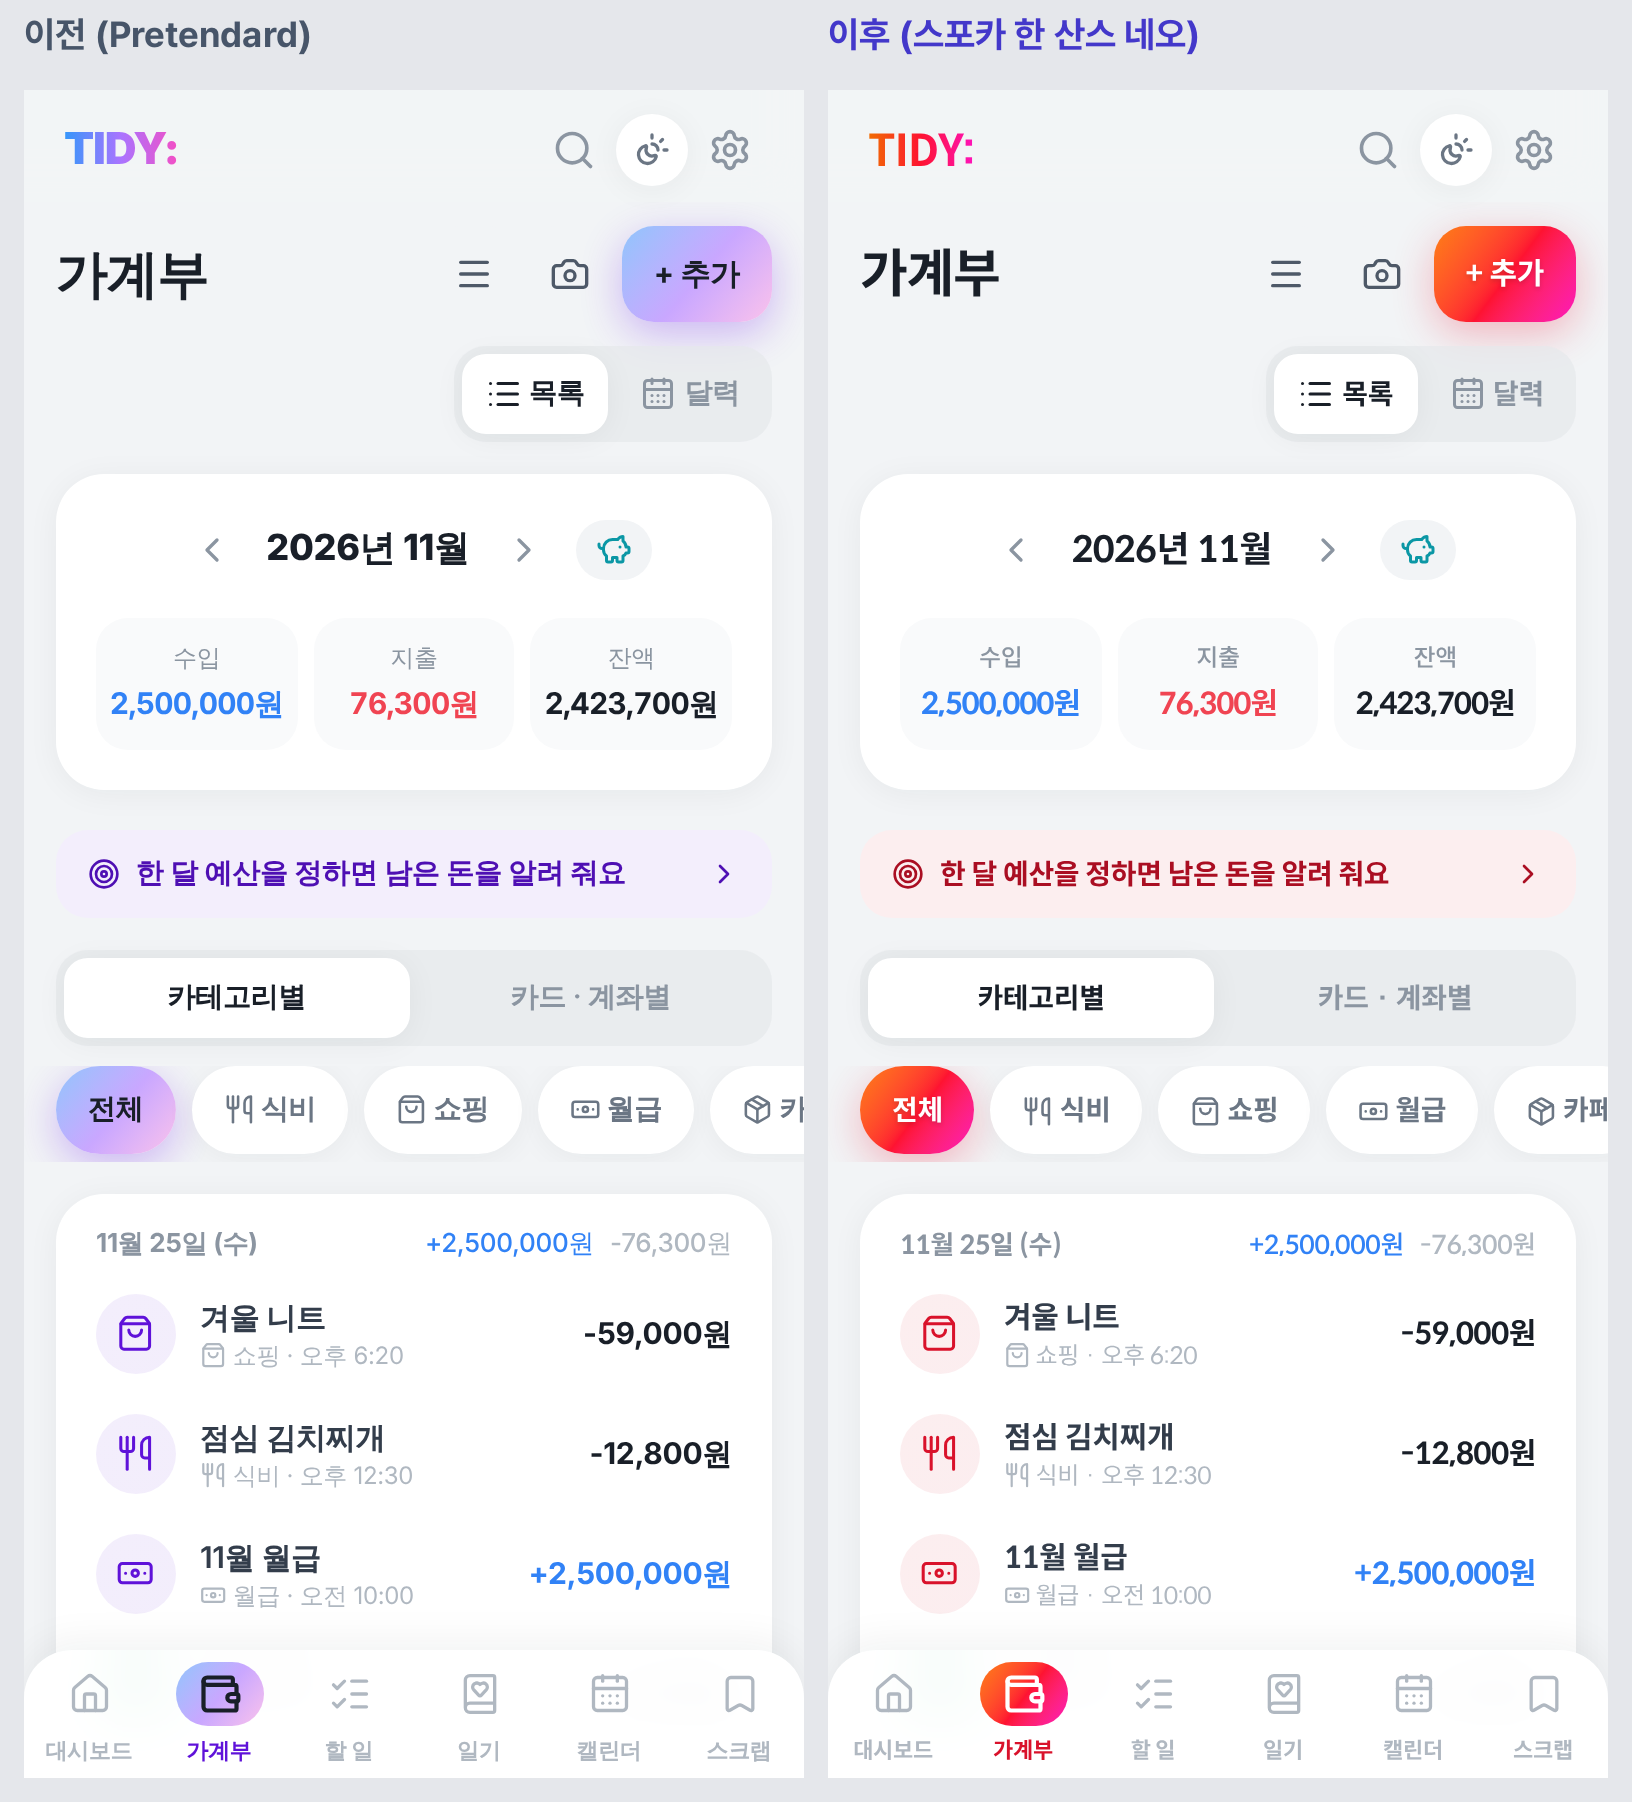 이전 (Pretendard)
TIDY:
가계부
+ 추가
목록
달력
2026년 11월
수입
지출
잔액
2,500,000원
76,300원
2,423,700원
한 달 예산을 정하면 남은 돈을 알려 줘요
카테고리별
카드 · 계좌별
전체
식비
쇼핑
월급
11월 25일 (수)
+2,500,000원 -76,300원
겨울 니트
쇼핑 · 오후 6:20
-59,000원
점심 김치찌개
식비 · 오후 12:30
-12,800원
11월 월급
월급 · 오전 10:00
+2,500,000원
대시보드
가계부
할 일
일기
캘린더
스크랩
이후 (스포카 한 산스 네오)
TIDY:
가계부
+ 추가
목록
달력
2026년 11월
수입
지출
잔액
2,500,000원
76,300원
2,423,700원
한 달 예산을 정하면 남은 돈을 알려 줘요
카테고리별
카드 · 계좌별
전체
식비
쇼핑
월급
카페
11월 25일 (수)
+2,500,000원 -76,300원
겨울 니트
쇼핑 · 오후 6:20
-59,000원
점심 김치찌개
식비 · 오후 12:30
-12,800원
11월 월급
월급 · 오전 10:00
+2,500,000원
대시보드
가계부
할 일
일기
캘린더
스크랩